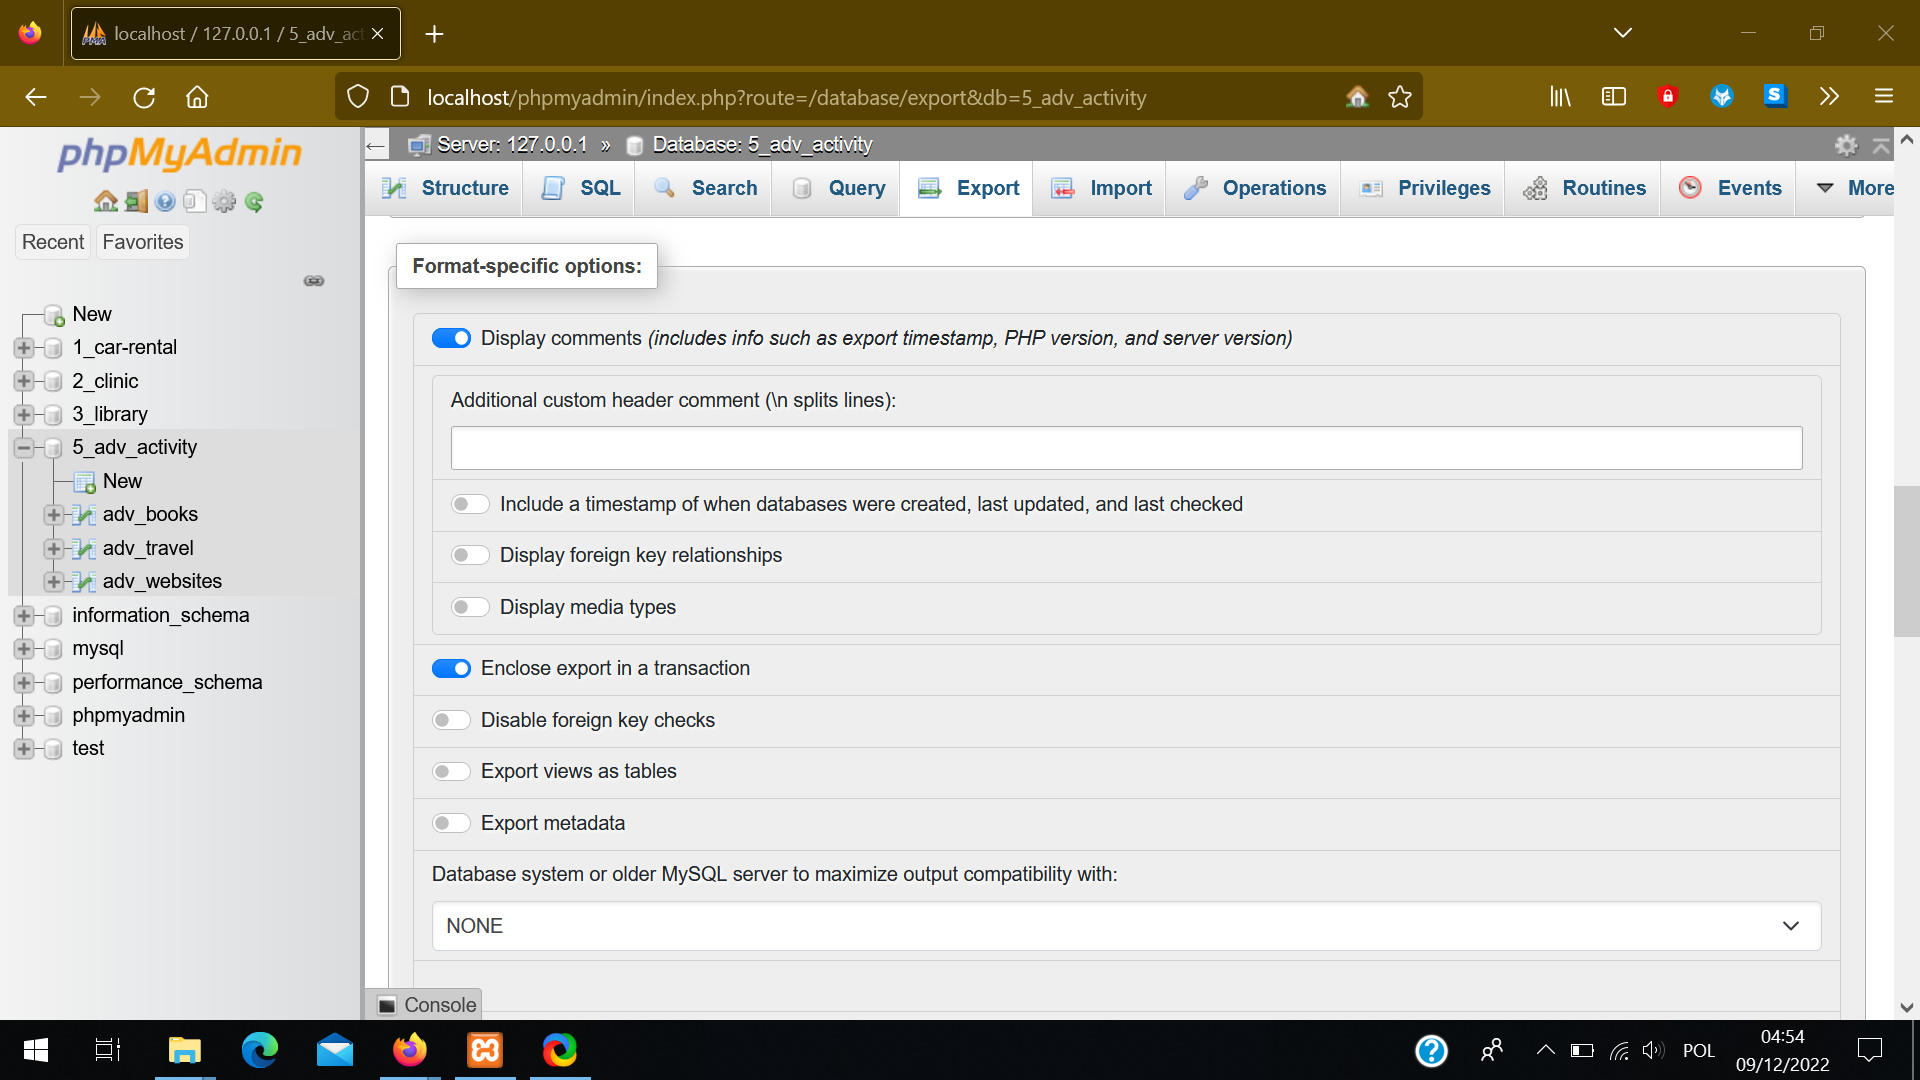 localhost / 127.0.0.1 / 5_adv_act
localhost/phpmyadmin/index.php?route=/database/export&db=5_adv_activity
phpMyAdmin
Recent
Favorites
New
1_car-rental
2_clinic
3_library
5_adv_activity
New
adv_books
adv_travel
adv_websites
information_schema
mysql
performance_schema
phpmyadmin
test
Server: 127.0.0.1 » Database: 5_adv_activity
Structure SQL Search Query Export Import Operations Privileges Routines Events More
Format-specific options:
Display comments (includes info such as export timestamp, PHP version, and server version)
Additional custom header comment (\n splits lines):
Include a timestamp of when databases were created, last updated, and last checked
Display foreign key relationships
Display media types
Enclose export in a transaction
Disable foreign key checks
Export views as tables
Export metadata
Database system or older MySQL server to maximize output compatibility with:
NONE
Console
POL
04:54
09/12/2022